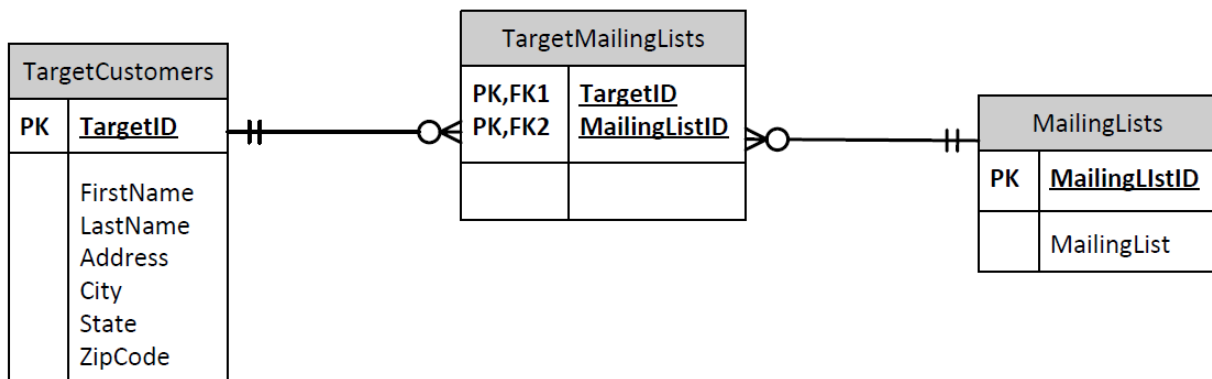 TargetCustomers
PK TargetID
FirstName
LastName
Address
City
State
ZipCode
TargetMailingLists
PK,FK1 TargetID
PK,FK2 MailingListID
MailingLists
PK MailingLIstID
MailingList